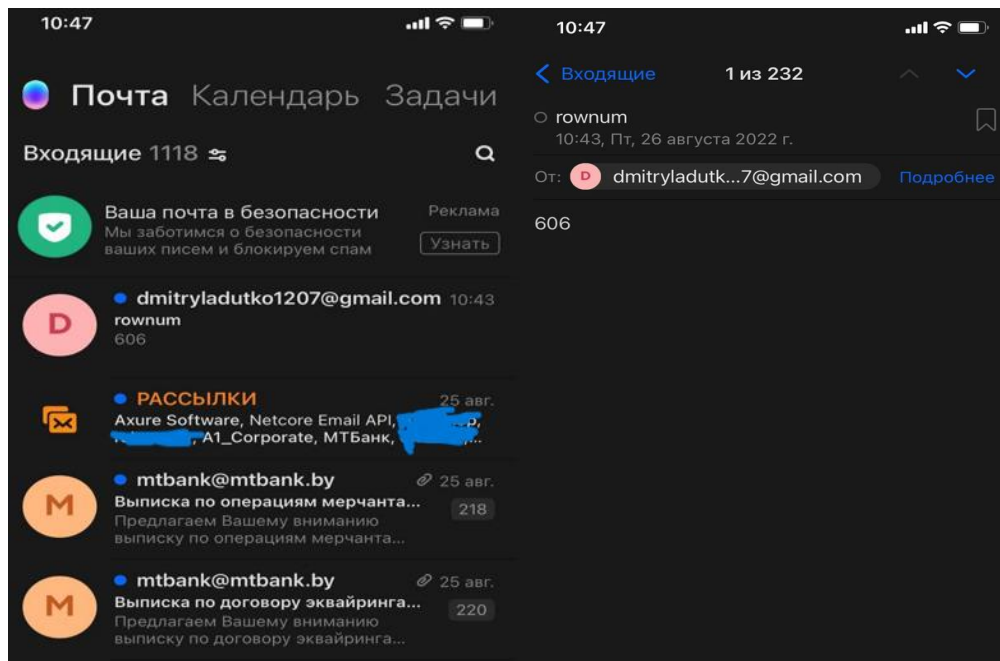 10:47
Почта Календарь Задачи
Входящие 1118
Ваша почта в безопасности Реклама
Мы заботимся о безопасности
ваших писем и блокируем спам Узнать
D
dmitryladutko1207@gmail.com 10:43
rownum
606
РАССЫЛКИ 25 авг.
Axure Software, Netcore Email API,
, A1_Corporate, МТБанк,
M
mtbank@mtbank.by 25 авг.
Выписка по операциям мерчанта... 218
Предлагаем Вашему вниманию
выписку по операциям мерчанта...
M
mtbank@mtbank.by 25 авг.
Выписка по договору эквайринга... 220
Предлагаем Вашему вниманию
выписку по договору эквайринга...
10:47
Входящие 1 из 232
rownum
10:43, Пт, 26 августа 2022 г.
От: D dmitryladutk...7@gmail.com Подробнее
606